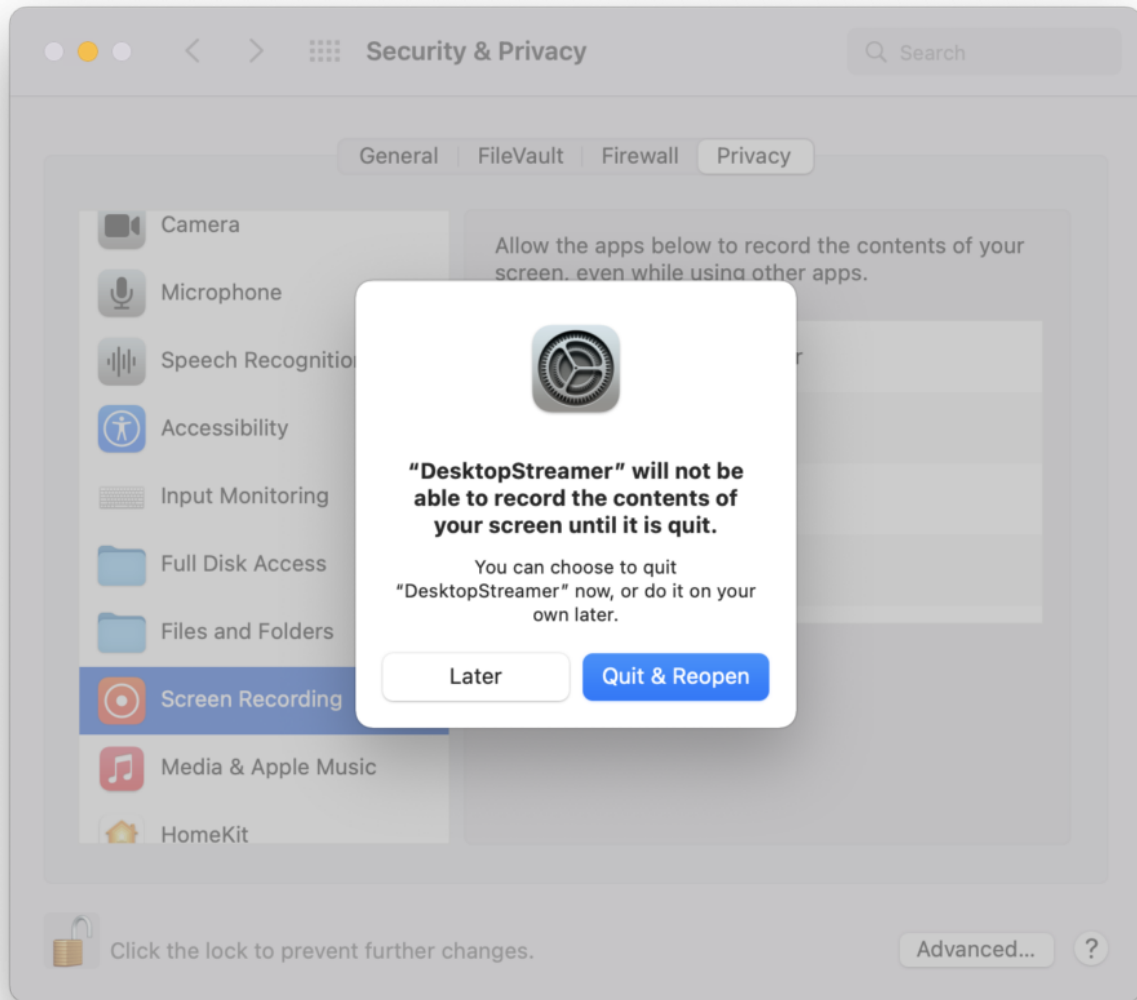 Security & Privacy
Search
General
FileVault
Firewall
Privacy
Camera
Microphone
Speech Recognition
Accessibility
Input Monitoring
Full Disk Access
Files and Folders
Screen Recording
Media & Apple Music
HomeKit
Allow the apps below to record the contents of your
screen, even while using other apps.
“DesktopStreamer” will not be
able to record the contents of
your screen until it is quit.
You can choose to quit
“DesktopStreamer” now, or do it on your
own later.
Later
Quit & Reopen
Click the lock to prevent further changes.
Advanced...
?